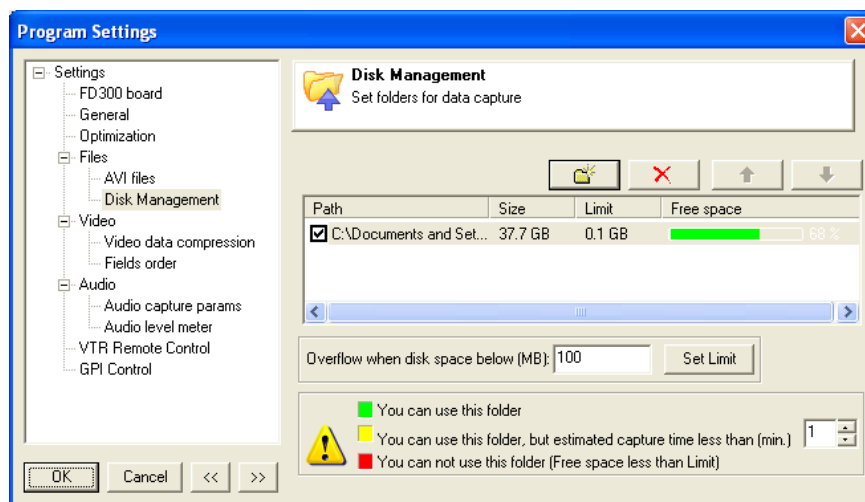 Program Settings
Settings
FD300 board
General
Optimization
Files
AVI files
Disk Management
Video
Video data compression
Fields order
Audio
Audio capture params
Audio level meter
VTR Remote Control
GPI Control
OK
Cancel
<<
>>
Disk Management
Set folders for data capture
Path Size Limit Free space
C:\Documents and Set... 37.7 GB 0.1 GB 68 %
Overflow when disk space below (MB): 100 Set Limit
You can use this folder
You can use this folder, but estimated capture time less than (min.) 1
You can not use this folder (Free space less than Limit)